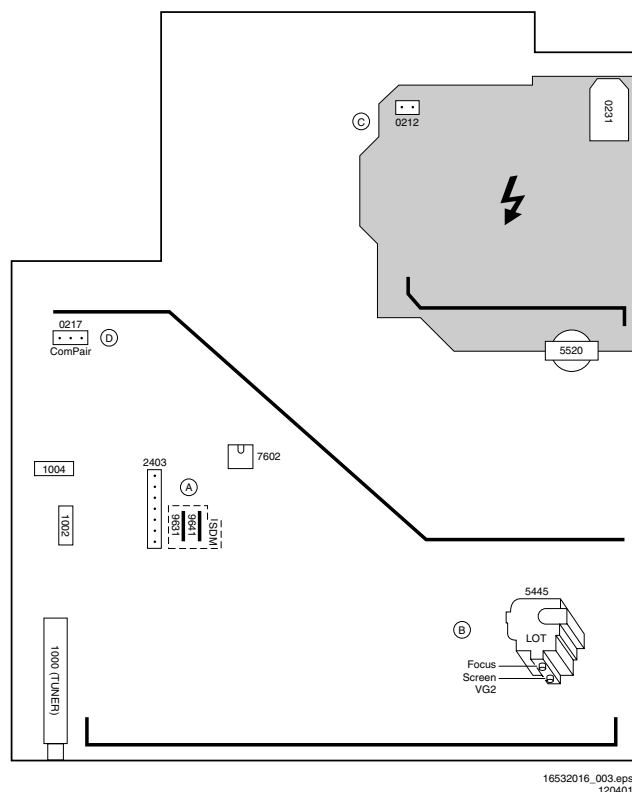 0212
0231
C
5520
0217
D
ComPair
7602
1004
2403
A
1002
9631
9641
ISDM
5445
B
LOT
Focus
Screen
VG2
1000 (TUNER)
16532016_003.eps
120401